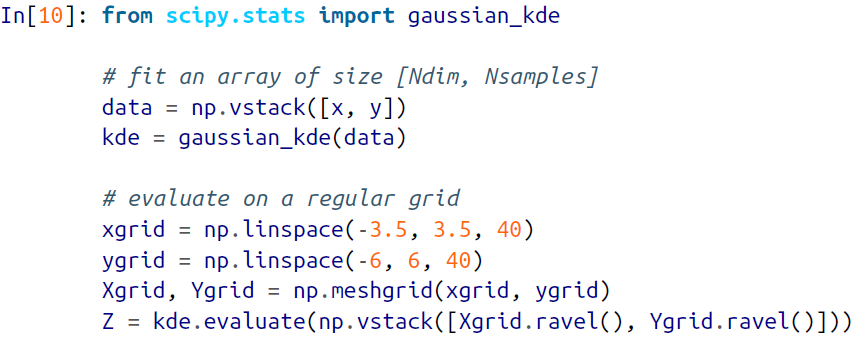 In[10]: from scipy.stats import gaussian_kde
# fit an array of size [Ndim, Nsamples]
data = np.vstack([x, y])
kde = gaussian_kde(data)
# evaluate on a regular grid
xgrid = np.linspace(-3.5, 3.5, 40)
ygrid = np.linspace(-6, 6, 40)
Xgrid, Ygrid = np.meshgrid(xgrid, ygrid)
Z = kde.evaluate(np.vstack([Xgrid.ravel(), Ygrid.ravel()]))